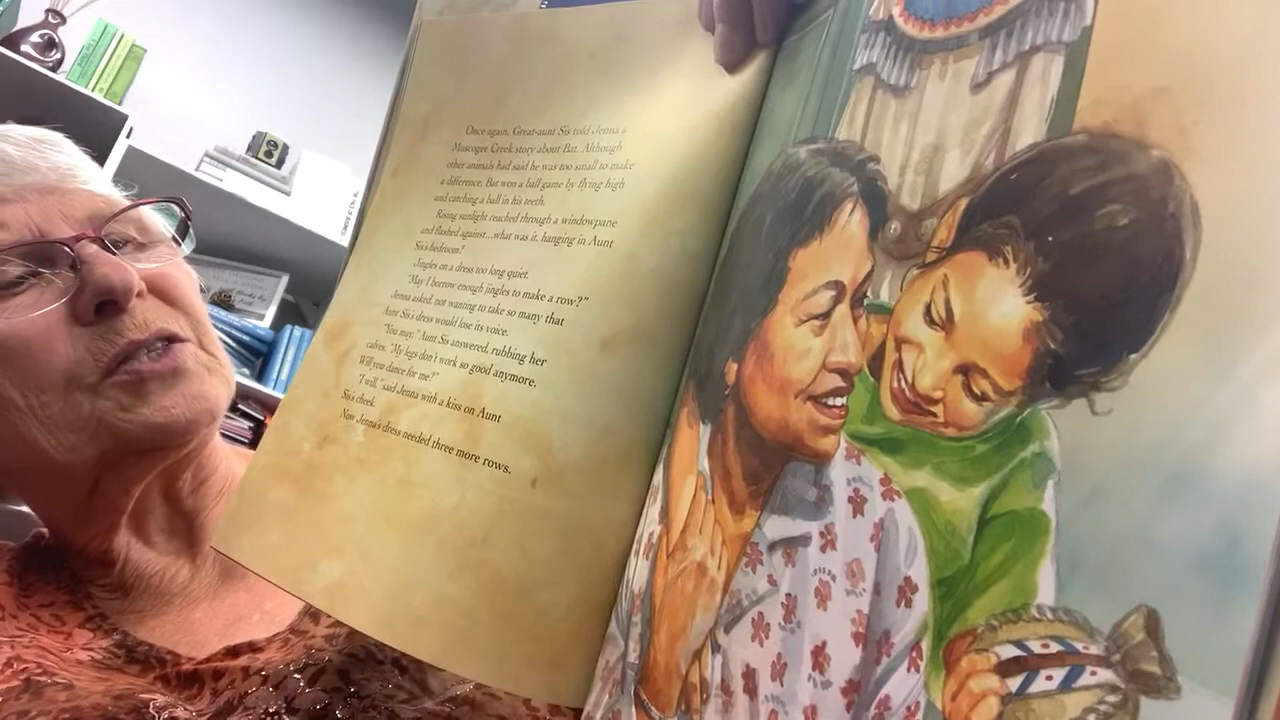 Once again, Great-aunt Sis told Jenna a
Muscogee Creek story about Bat. Although
other animals had said he was too small to make
a difference, Bat won a ball game by flying high
and catching a ball in his teeth.
Rising sunlight reached through a windowpane
and flashed against...what was it, hanging in Aunt
Sis's bedroom?
Jingles on a dress too long quiet.
"May I borrow enough jingles to make a row?"
Jenna asked, not wanting to take so many that
Aunt Sis's dress would lose its voice.
"You may," Aunt Sis answered, rubbing her
calves. "My legs don't work so good anymore.
Will you dance for me?"
"I will," said Jenna with a kiss on Aunt
Sis's cheek.
Now Jenna's dress needed three more rows.